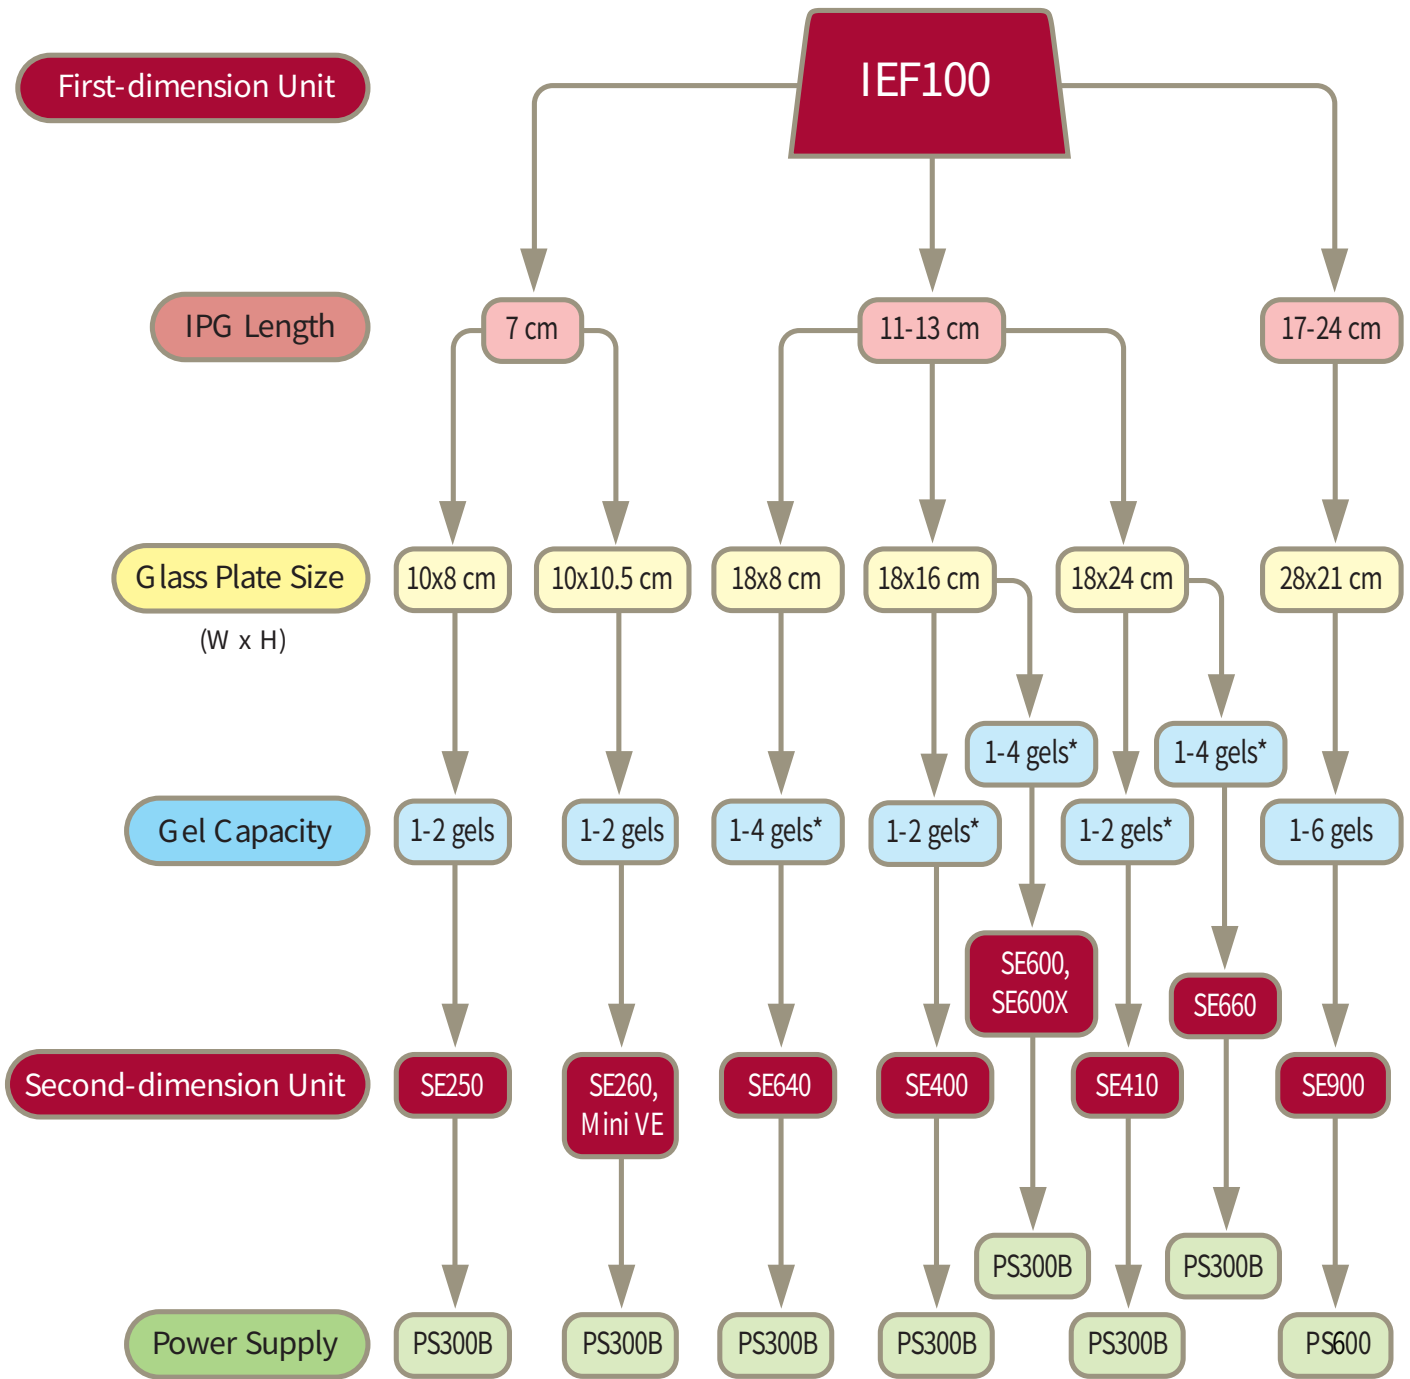 IEF100
First-dimension Unit
IPG Length
7 cm
11-13 cm
17-24 cm
Glass Plate Size
(W x H)
10x8 cm
10x10.5 cm
18x8 cm
18x16 cm
18x24 cm
28x21 cm
1-4 gels*
1-4 gels*
Gel Capacity
1-2 gels
1-2 gels
1-4 gels*
1-2 gels*
1-2 gels*
1-6 gels
SE600,
SE600X
SE660
Second-dimension Unit
SE250
SE260,
Mini VE
SE640
SE400
SE410
SE900
PS300B
PS300B
Power Supply
PS300B
PS300B
PS300B
PS300B
PS300B
PS600